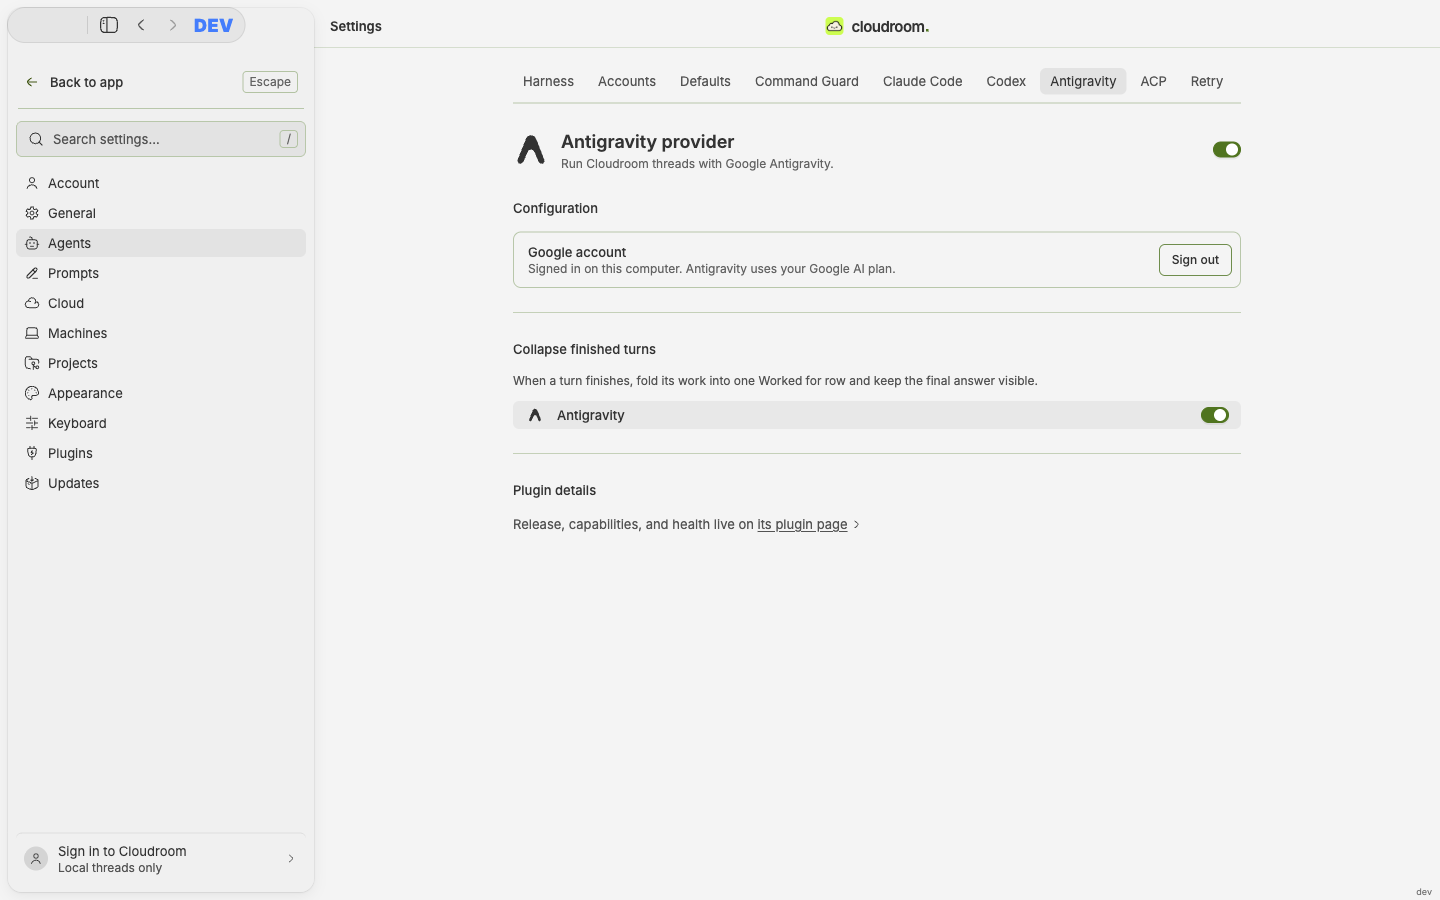 DEV
Settings
cloudroom.
Back to app
Escape
Search settings...
/
Account
General
Agents
Prompts
Cloud
Machines
Projects
Appearance
Keyboard
Plugins
Updates
Sign in to Cloudroom
Local threads only
Harness
Accounts
Defaults
Command Guard
Claude Code
Codex
Antigravity
ACP
Retry
Antigravity provider
Run Cloudroom threads with Google Antigravity.
Configuration
Google account
Signed in on this computer. Antigravity uses your Google AI plan.
Sign out
Collapse finished turns
When a turn finishes, fold its work into one Worked for row and keep the final answer visible.
Antigravity
Plugin details
Release, capabilities, and health live on its plugin page
dev